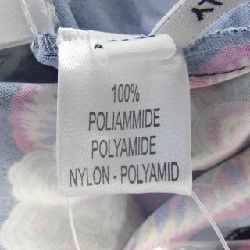 100%
POLIAMMIDE
POLYAMIDE
NYLON - POLYAMID